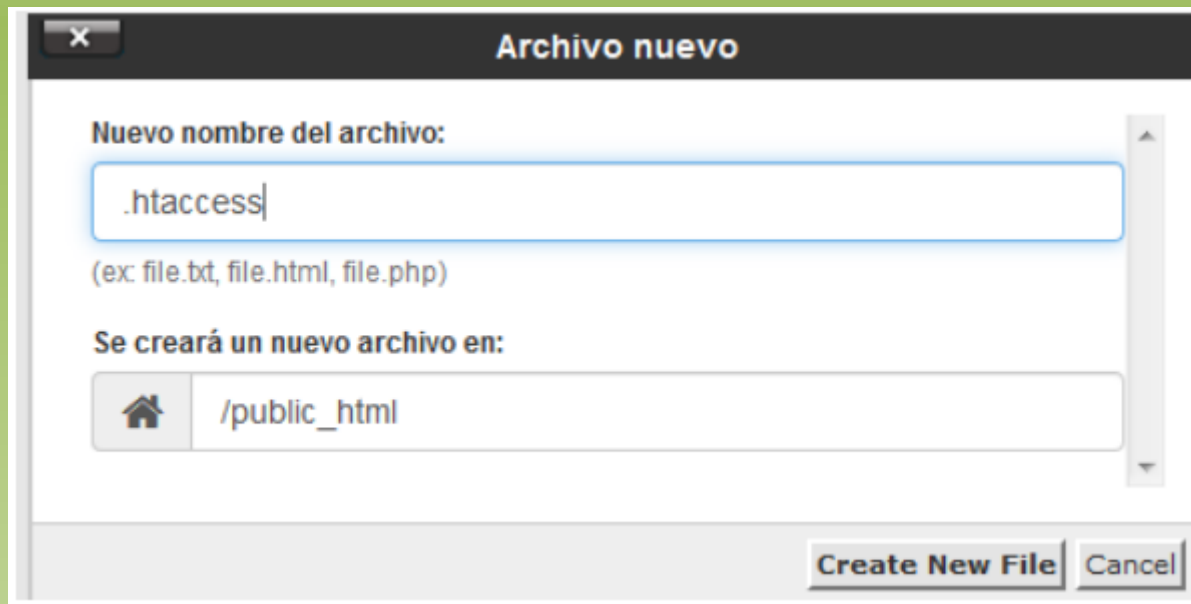 Archivo nuevo
Nuevo nombre del archivo:
.htaccess
(ex: file.txt, file.html, file.php)
Se creará un nuevo archivo en:
/public_html
Create New File Cancel